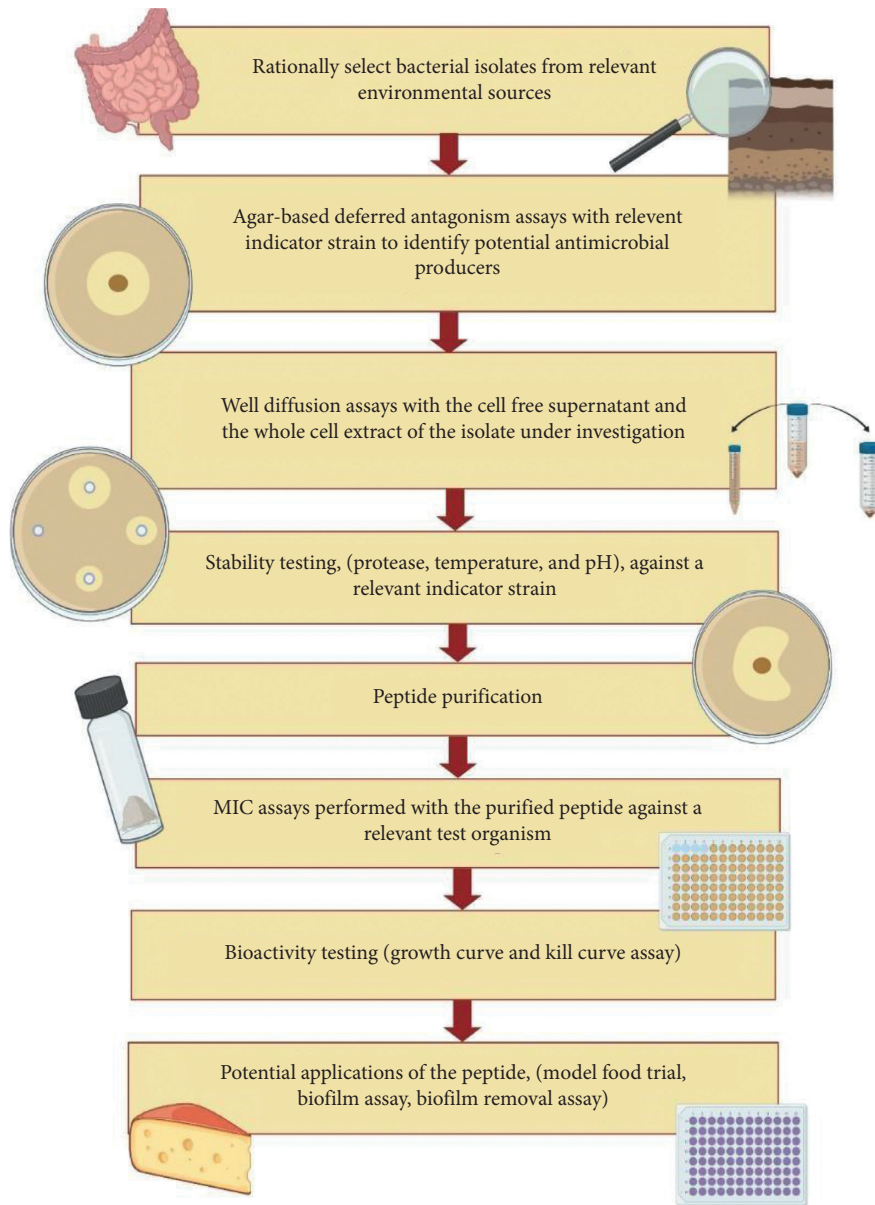 Rationally select bacterial isolates from relevant
environmental sources
Agar-based deferred antagonism assays with relevent
indicator strain to identify potential antimicrobial
producers
Well diffusion assays with the cell free supernatant and
the whole cell extract of the isolate under investigation
Stability testing, (protease, temperature, and pH), against a
relevant indicator strain
Peptide purification
MIC assays performed with the purified peptide against a
relevant test organism
Bioactivity testing (growth curve and kill curve assay)
Potential applications of the peptide, (model food trial,
biofilm assay, biofilm removal assay)